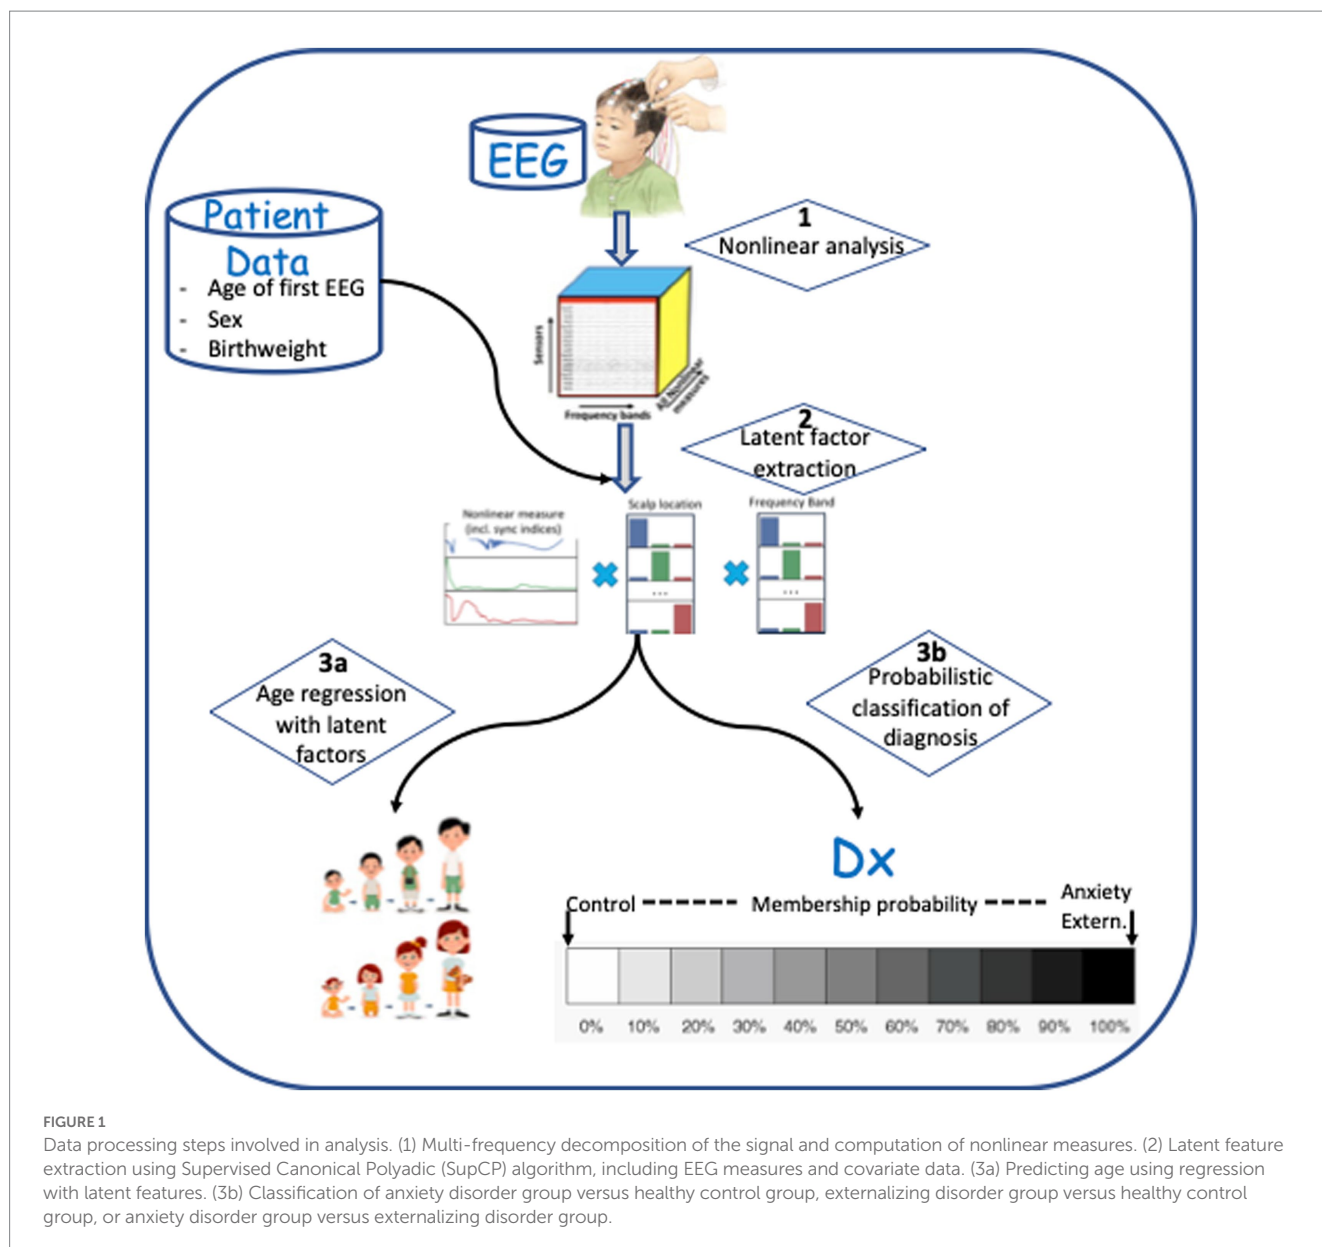 EEG
Patient
Data
- Age of first EEG
- Sex
- Birthweight
1
Nonlinear analysis
Sensors
Frequency bands
All Nonlinear
measures
2
Latent factor
extraction
Nonlinear measure
(incl. sync indices)
Scalp location
Frequency Band
...
...
3a
Age regression
with latent
factors
3b
Probabilistic
classification of
diagnosis
Dx
Control ------- Membership probability ---- Anxiety
Extern.
0% 10% 20% 30% 40% 50% 60% 70% 80% 90% 100%
FIGURE 1
Data processing steps involved in analysis. (1) Multi-frequency decomposition of the signal and computation of nonlinear measures. (2) Latent feature
extraction using Supervised Canonical Polyadic (SupCP) algorithm, including EEG measures and covariate data. (3a) Predicting age using regression
with latent features. (3b) Classification of anxiety disorder group versus healthy control group, externalizing disorder group versus healthy control
group, or anxiety disorder group versus externalizing disorder group.